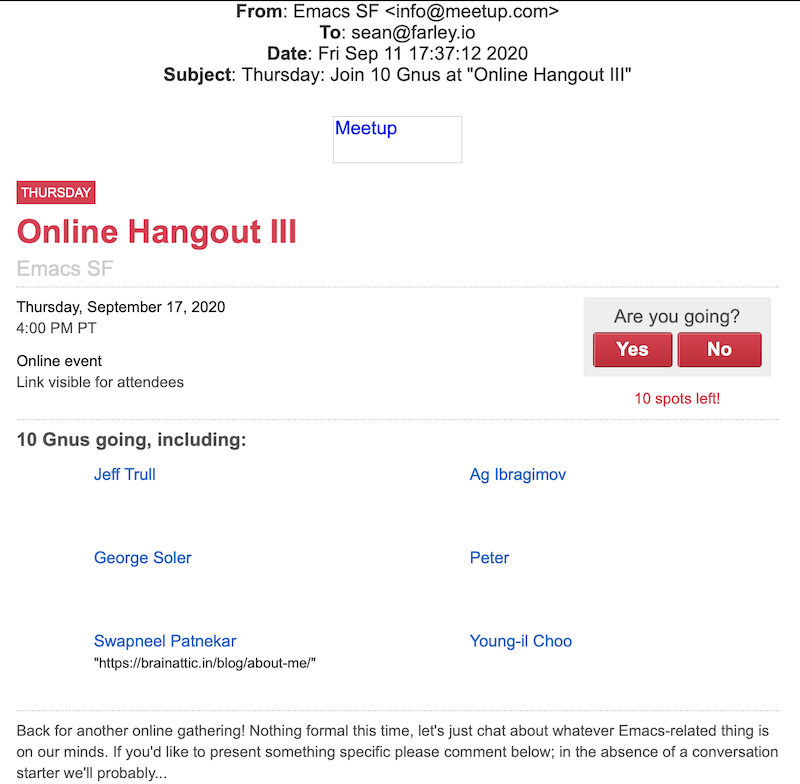 From: Emacs SF <info@meetup.com>
To: sean@farley.io
Date: Fri Sep 11 17:37:12 2020
Subject: Thursday: Join 10 Gnus at "Online Hangout III"
Meetup
THURSDAY
Online Hangout III
Emacs SF
Thursday, September 17, 2020
4:00 PM PT
Online event
Link visible for attendees
Are you going?
Yes No
10 spots left!
10 Gnus going, including:
Jeff Trull Ag Ibragimov
George Soler Peter
Swapneel Patnekar Young-il Choo
"https://brainattic.in/blog/about-me/"
Back for another online gathering! Nothing formal this time, let's just chat about whatever Emacs-related thing is
on our minds. If you'd like to present something specific please comment below; in the absence of a conversation
starter we'll probably...